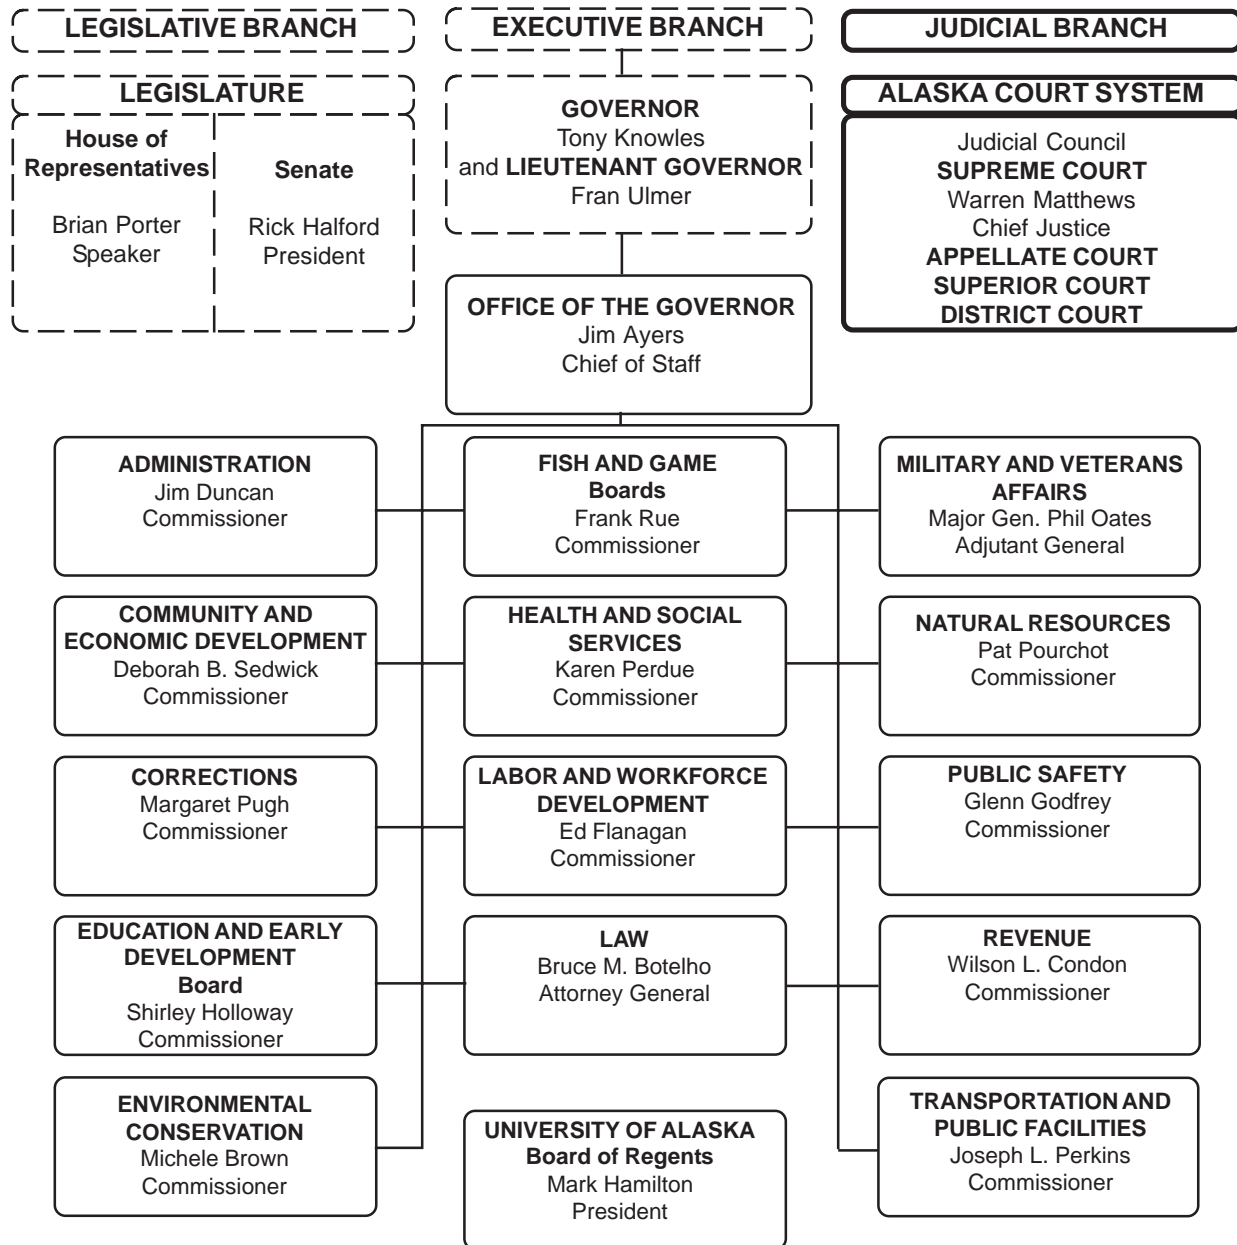 LEGISLATIVE BRANCH
EXECUTIVE BRANCH
JUDICIAL BRANCH
LEGISLATURE
House of
Representatives
Brian Porter
Speaker
Senate
Rick Halford
President
GOVERNOR
Tony Knowles
and LIEUTENANT GOVERNOR
Fran Ulmer
ALASKA COURT SYSTEM
Judicial Council
SUPREME COURT
Warren Matthews
Chief Justice
APPELLATE COURT
SUPERIOR COURT
DISTRICT COURT
OFFICE OF THE GOVERNOR
Jim Ayers
Chief of Staff
ADMINISTRATION
Jim Duncan
Commissioner
FISH AND GAME
Boards
Frank Rue
Commissioner
MILITARY AND VETERANS
AFFAIRS
Major Gen. Phil Oates
Adjutant General
COMMUNITY AND
ECONOMIC DEVELOPMENT
Deborah B. Sedwick
Commissioner
HEALTH AND SOCIAL
SERVICES
Karen Perdue
Commissioner
NATURAL RESOURCES
Pat Pourchot
Commissioner
CORRECTIONS
Margaret Pugh
Commissioner
LABOR AND WORKFORCE
DEVELOPMENT
Ed Flanagan
Commissioner
PUBLIC SAFETY
Glenn Godfrey
Commissioner
EDUCATION AND EARLY
DEVELOPMENT
Board
Shirley Holloway
Commissioner
LAW
Bruce M. Botelho
Attorney General
REVENUE
Wilson L. Condon
Commissioner
ENVIRONMENTAL
CONSERVATION
Michele Brown
Commissioner
UNIVERSITY OF ALASKA
Board of Regents
Mark Hamilton
President
TRANSPORTATION AND
PUBLIC FACILITIES
Joseph L. Perkins
Commissioner